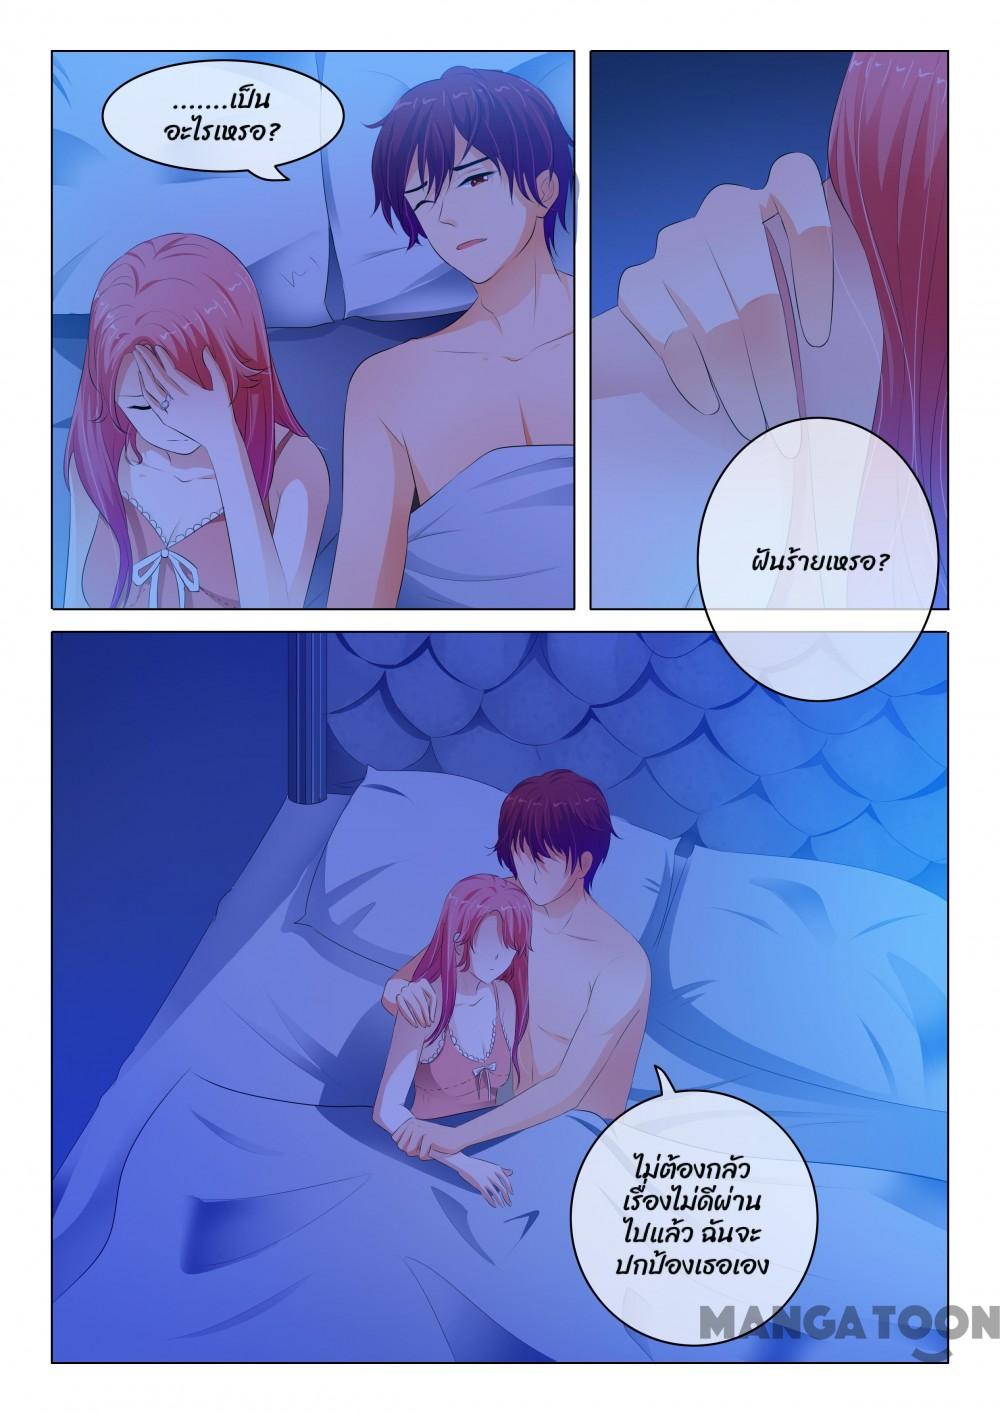 .......เป็น
อะไรเหรอ?
ฝันร้ายเหรอ?
ไม่ต้องกลัว
เรื่องไม่ดีผ่าน
ไปแล้ว ฉันจะ
ปกป้องเธอเอง
MANGATOON